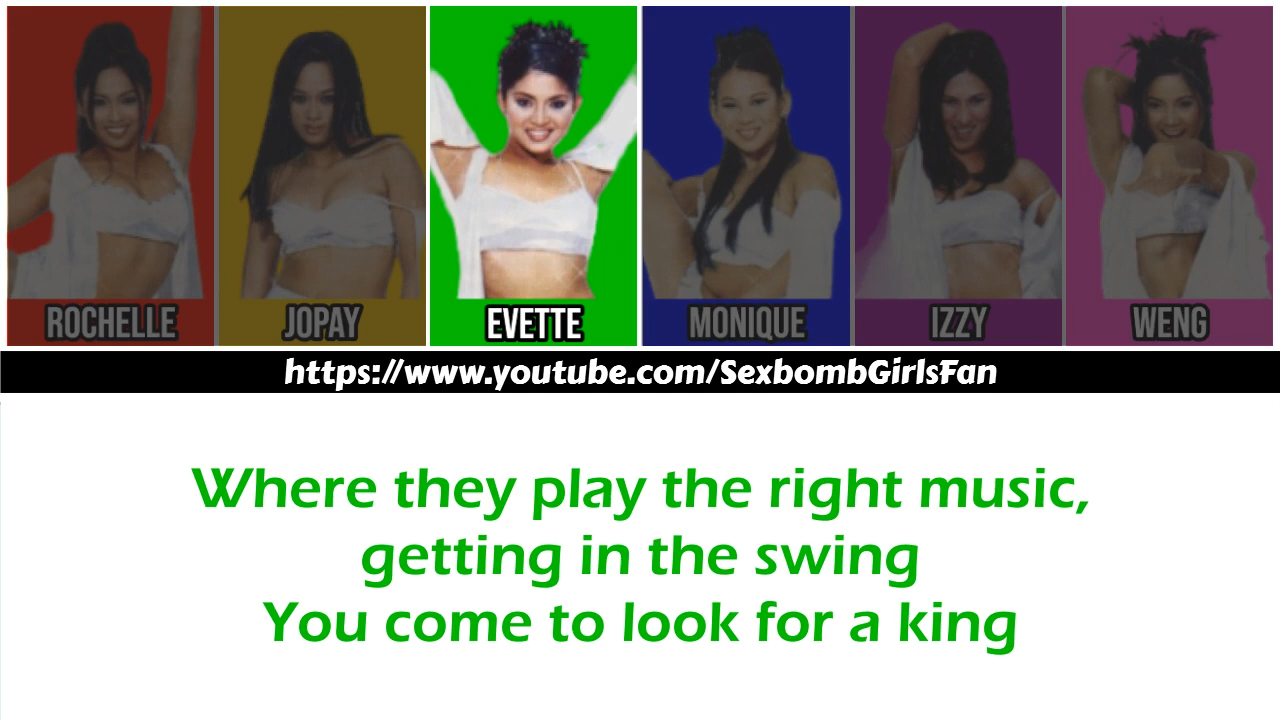 ROCHELLE JOPAY EVETTE MONIQUE IZZY WENG
https://www.youtube.com/SexbombGirlsFan
Where they play the right music,
getting in the swing
You come to look for a king